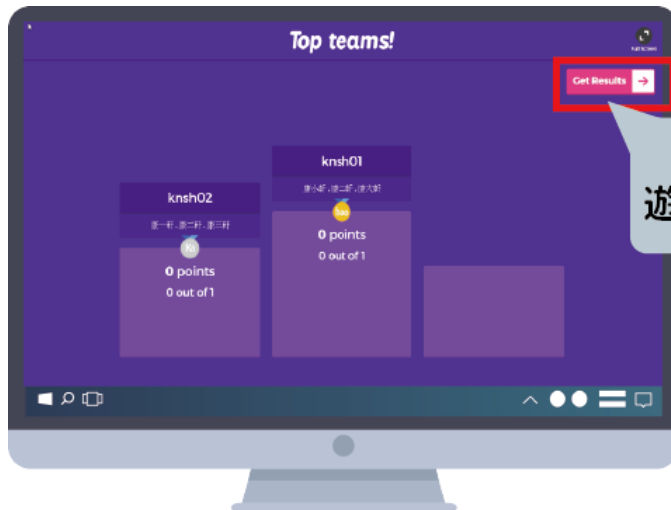 Top teams!
Get Results
knsh01
0 points
0 out of 1
knsh02
0 points
0 out of 1
遊